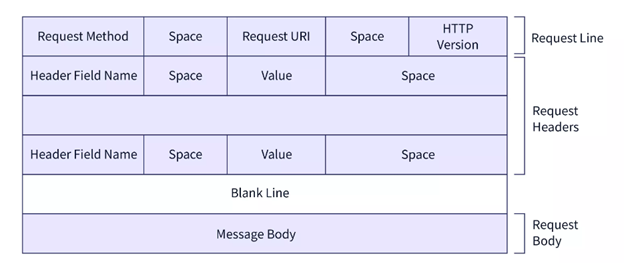 Request Method Space Request URI Space HTTP Version Request Line
Header Field Name Space Value Space
Request Headers
Header Field Name Space Value Space
Blank Line
Message Body Request Body